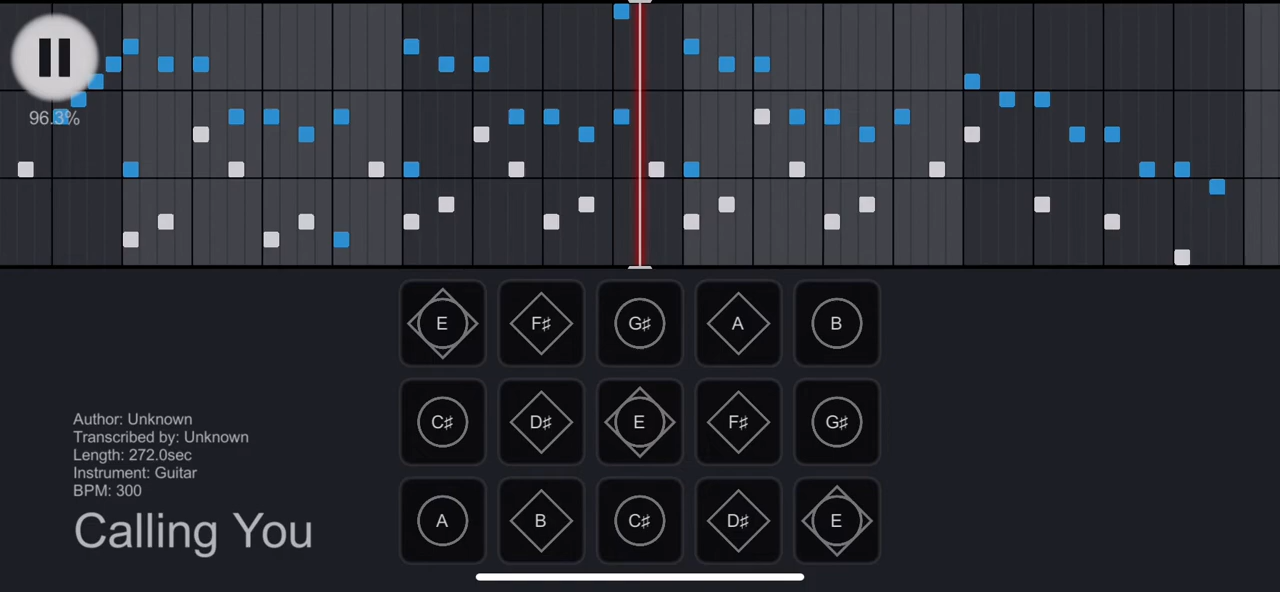 96.3%
E F♯ G♯ A B
C♯ D♯ E F♯ G♯
A B C♯ D♯ E
Author: Unknown
Transcribed by: Unknown
Length: 272.0sec
Instrument: Guitar
BPM: 300
Calling You